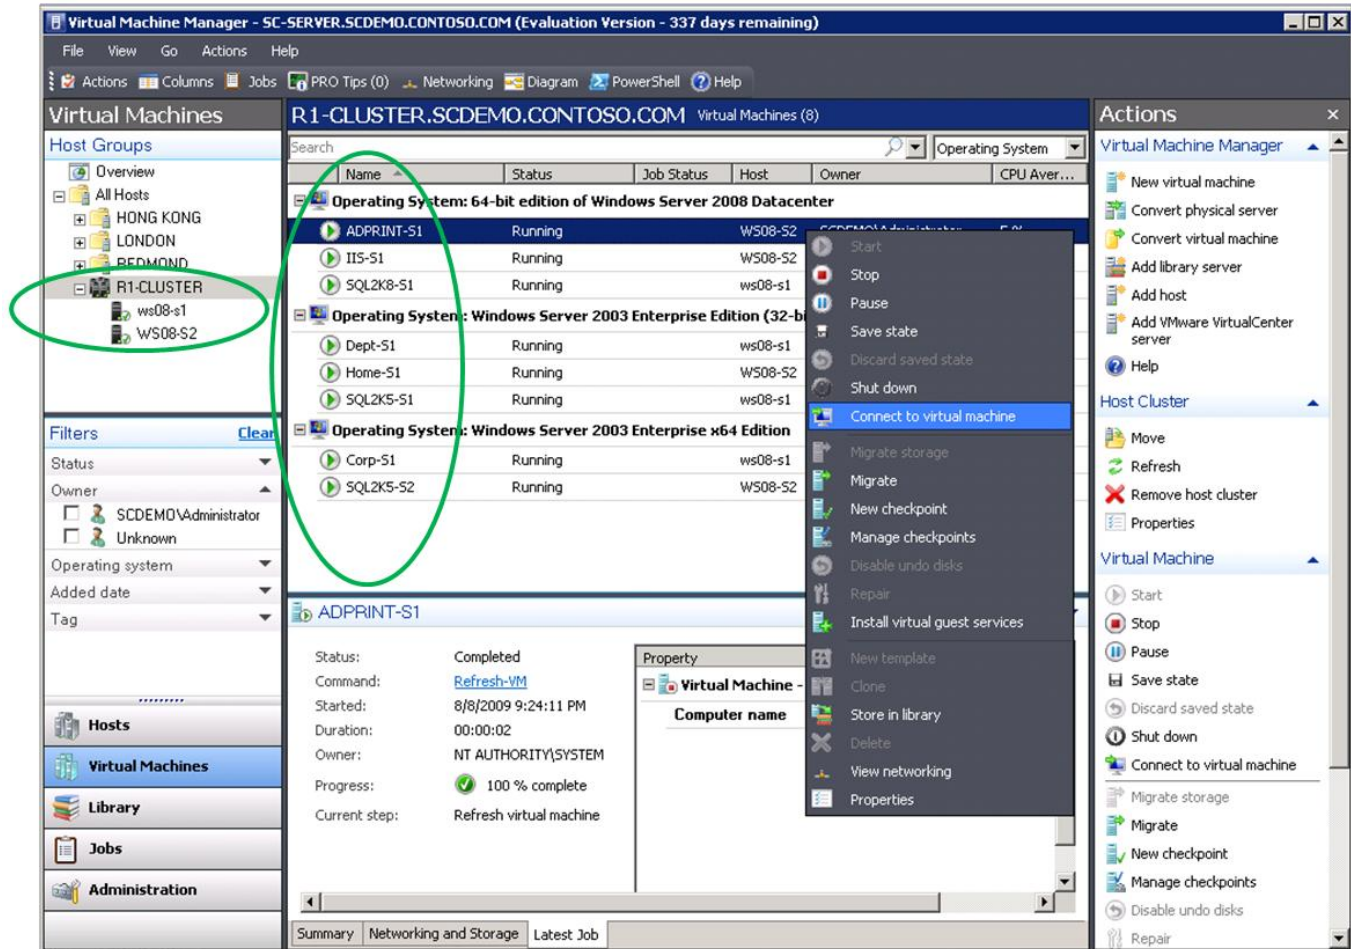 Virtual Machine Manager - SC-SERVER.SCDEMO.CONTOSO.COM (Evaluation Version - 337 days remaining)
File View Go Actions Help
Actions Columns Jobs PRO Tips (0) Networking Diagram PowerShell Help
Virtual Machines
Host Groups
Overview
All Hosts
HONG KONG
LONDON
REDMOND
R1-CLUSTER
ws08-s1
WS08-S2
Filters Clear
Status
Owner
SCDEMO\Administrator
Unknown
Operating system
Added date
Tag
Hosts
Virtual Machines
Library
Jobs
Administration
R1-CLUSTER.SCDEMO.CONTOSO.COM Virtual Machines (8)
Search Operating System
Name Status Job Status Host Owner CPU Aver...
Operating System: 64-bit edition of Windows Server 2008 Datacenter
ADPRINT-S1 Running WS08-S2 SCDEMO\Administrator 5 %
IIS-S1 Running WS08-S2
SQL2K8-S1 Running ws08-s1
Operating System: Windows Server 2003 Enterprise Edition (32-bi
Dept-S1 Running ws08-s1
Home-S1 Running WS08-S2
SQL2K5-S1 Running ws08-s1
Operating System: Windows Server 2003 Enterprise x64 Edition
Corp-S1 Running ws08-s1
SQL2K5-S2 Running WS08-S2
Start
Stop
Pause
Save state
Discard saved state
Shut down
Connect to virtual machine
Migrate storage
Migrate
New checkpoint
Manage checkpoints
Disable undo disks
Repair
Install virtual guest services
New template
Clone
Store in library
Delete
View networking
Properties
ADPRINT-S1
Status: Completed
Command: Refresh-VM
Started: 8/8/2009 9:24:11 PM
Duration: 00:00:02
Owner: NT AUTHORITY\SYSTEM
Progress: 100 % complete
Current step: Refresh virtual machine
Property
Virtual Machine -
Computer name
Summary Networking and Storage Latest Job
Actions
Virtual Machine Manager
New virtual machine
Convert physical server
Convert virtual machine
Add library server
Add host
Add VMware VirtualCenter
server
Help
Host Cluster
Move
Refresh
Remove host cluster
Properties
Virtual Machine
Start
Stop
Pause
Save state
Discard saved state
Shut down
Connect to virtual machine
Migrate storage
Migrate
New checkpoint
Manage checkpoints
Disable undo disks
Repair